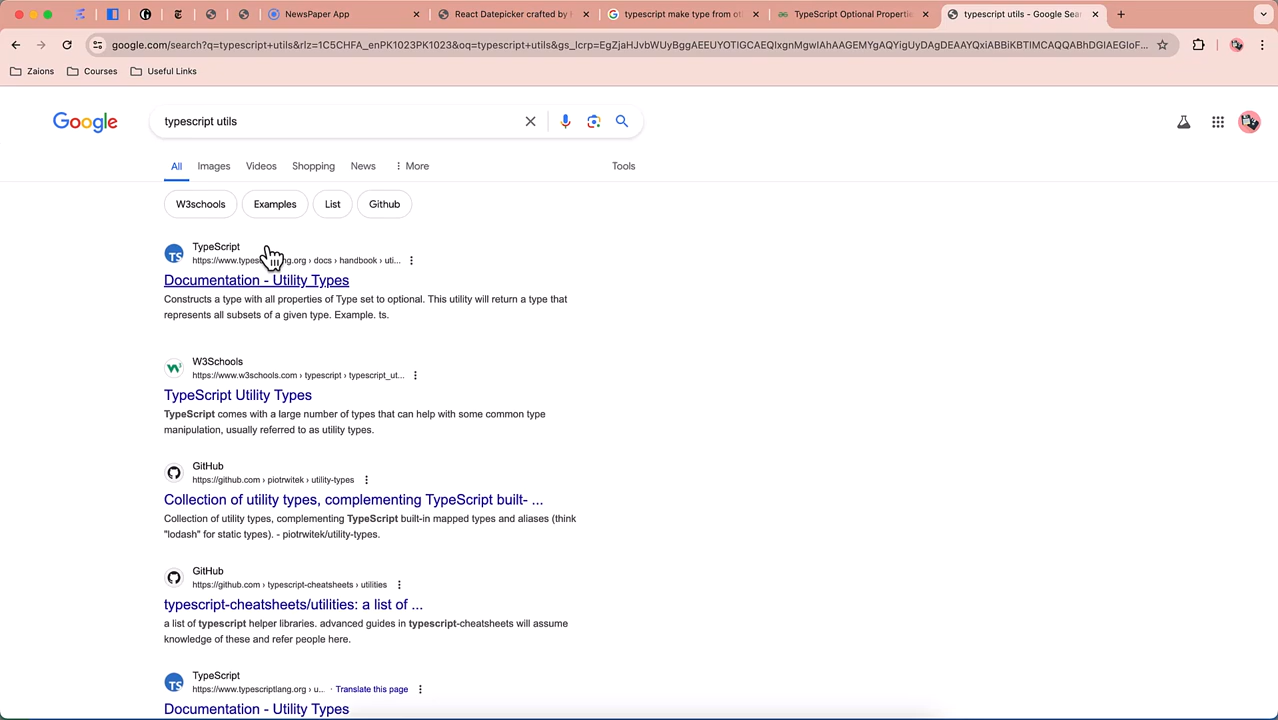 NewsPaper App
React Datepicker crafted by
typescript make type from ot
TypeScript Optional Propertie
typescript utils - Google Sea
google.com/search?q=typescript+utils&rlz=1C5CHFA_enPK1023PK1023&oq=typescript+utils&gs_lcrp=EgZjaHJvbWUyBggAEEUYOTIGCAEQIxgnMgwIAhAAGEMYgAQYigUyDAgDEAAYQxiABBiKBTIMCAQQABhDGIAEGIoF...
Zaions
Courses
Useful Links
Google
typescript utils
All
Images
Videos
Shopping
News
More
Tools
W3schools
Examples
List
Github
TypeScript
https://www.types ng.org › docs › handbook › uti...
Documentation - Utility Types
Constructs a type with all properties of Type set to optional. This utility will return a type that
represents all subsets of a given type. Example. ts.
W3Schools
https://www.w3schools.com › typescript › typescript_ut...
TypeScript Utility Types
TypeScript comes with a large number of types that can help with some common type
manipulation, usually referred to as utility types.
GitHub
https://github.com › piotrwitek › utility-types
Collection of utility types, complementing TypeScript built- ...
Collection of utility types, complementing TypeScript built-in mapped types and aliases (think
"lodash" for static types). - piotrwitek/utility-types.
GitHub
https://github.com › typescript-cheatsheets › utilities
typescript-cheatsheets/utilities: a list of ...
a list of typescript helper libraries. advanced guides in typescript-cheatsheets will assume
knowledge of these and refer people here.
TypeScript
https://www.typescriptlang.org › u... · Translate this page
Documentation - Utility Types